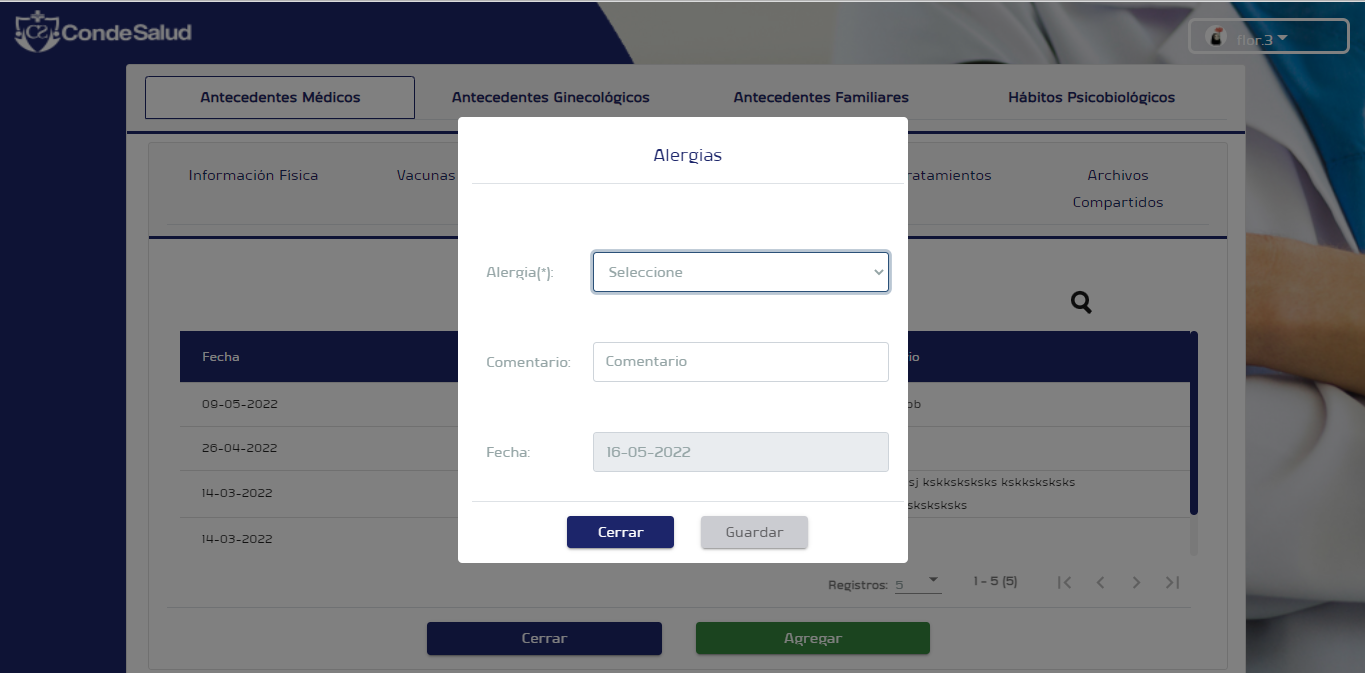 CondeSalud
flor.3
Antecedentes Médicos Antecedentes Ginecológicos Antecedentes Familiares Hábitos Psicobiológicos
Información Fisica Vacunas ratamientos Archivos
Compartidos
Alergias
Alergia(*): Seleccione
Comentario: Comentario
Fecha: 16-05-2022
Cerrar Guardar
Fecha io
09-05-2022 ob
26-04-2022
14-03-2022 sj kskksksksks kskksksksks
sksksksks
14-03-2022
Registros: 5 1 - 5 (5)
Cerrar Agregar